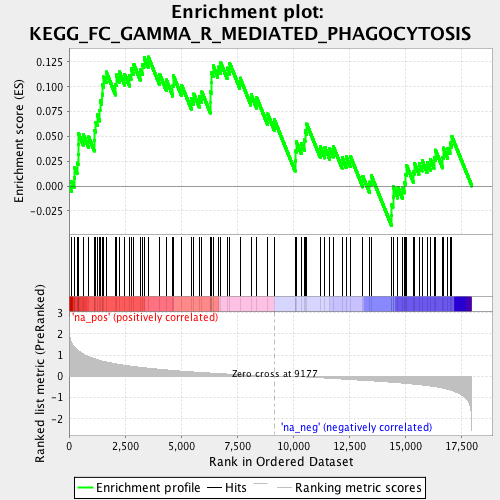 Enrichment plot:
KEGG_FC_GAMMA_R_MEDIATED_PHAGOCYTOSIS
Enrichment score (ES)
0.125
0.100
0.075
0.050
0.025
0.000
-0.025
'na_pos' (positively correlated)
Ranked list metric (PreRanked)
3
2
1
0
-1
-2
Zero cross at 9177
'na_neg' (negatively correlated)
0
2,500
5,000
7,500
10,000
12,500
15,000
17,500
Rank in Ordered Dataset
Enrichment profile
Hits
Ranking metric scores